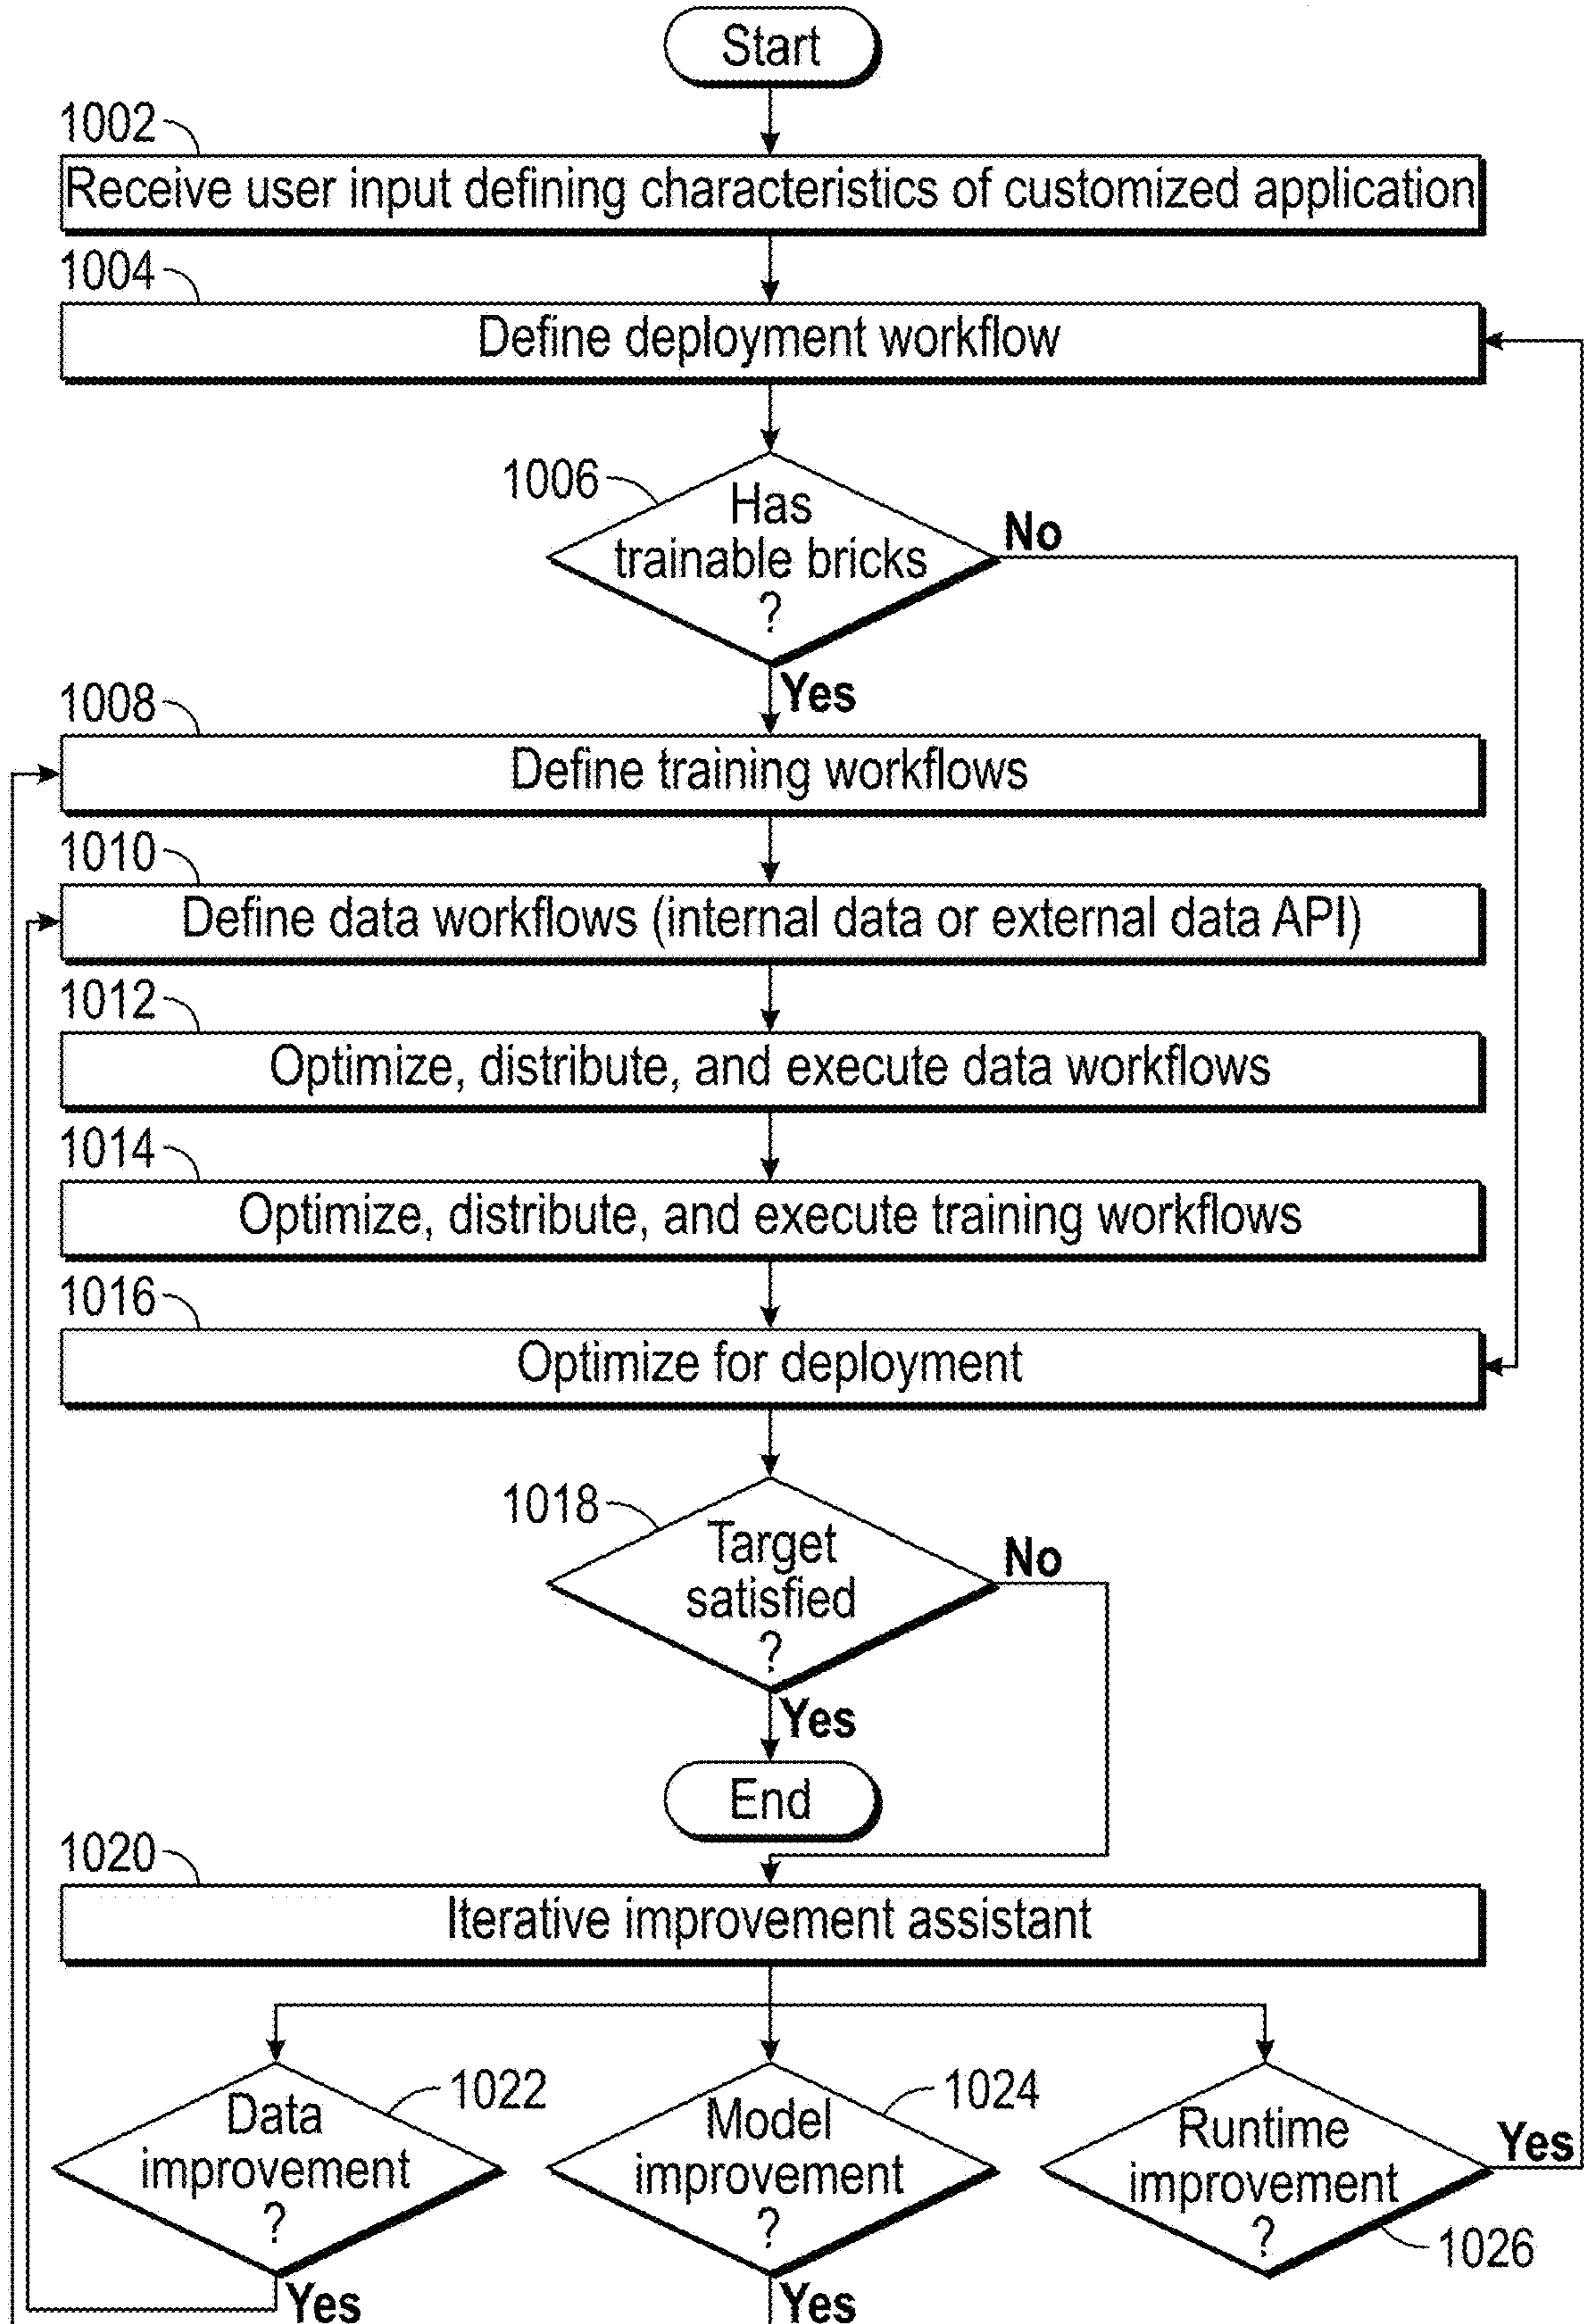 Start
1002
Receive user input defining characteristics of customized application
1004
Define deployment workflow
1006
Has
trainable bricks
?
No
Yes
1008
Define training workflows
1010
Define data workflows (internal data or external data API)
1012
Optimize, distribute, and execute data workflows
1014
Optimize, distribute, and execute training workflows
1016
Optimize for deployment
1018
Target
satisfied
?
No
Yes
End
1020
Iterative improvement assistant
1022
Data
improvement
?
Yes
1024
Model
improvement
?
Yes
Runtime
improvement
?
Yes
1026